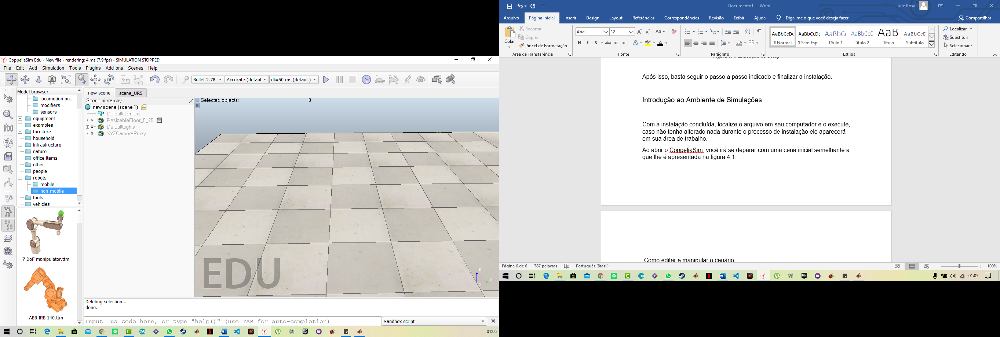 CoppeliaSim Edu - New file - rendering: 4 ms (7.9 fps) - SIMULATION STOPPED
File Edit Add Simulation Tools Plugins Add-ons Scenes Help
Bullet 2.78 Accurate (defaul dt=50 ms (default)
Model browser
locomotion an...
modifiers
sensors
equipment
examples
furniture
household
infrastructure
nature
office items
other
people
robots
mobile
non-mobile
tools
vehicles
7 DoF manipulator.ttm
ABB IRB 140.ttm
new scene scene_UR5
Scene hierarchy
new scene (scene 1)
DefaultCamera
ResizableFloor_5_25
DefaultLights
XYZCameraProxy
Selected objects: 0
EDU
z
y
x
Deleting selection...
done.
Input Lua code here, or type "help()" (use TAB for auto-completion)
Sandbox script
01:05
Documento1 - Word
Iure Rosa
Arquivo Página Inicial Inserir Design Layout Referências Correspondências Revisão Exibir Ajuda Diga-me o que você deseja fazer Compartilhar
Colar
Recortar
Copiar
Pincel de Formatação
Área de Transferência
Arial 12
Aa
N I S abc x₂ x²
Fonte
Parágrafo
AaBbCcDc AaBbCcDc AaBbCc AaBbCcC AaB AaBbCcD
¶ Normal ¶ Sem Esp... Título 1 Título 2 Título Subtítulo
Estilos
Localizar
Substituir
Selecionar
Editando
Após isso, basta seguir o passo a passo indicado e finalizar a instalação.
Introdução ao Ambiente de Simulações
Com a instalação concluída, localize o arquivo em seu computador e o execute,
caso não tenha alterado nada durante o processo de instalação ele aparecerá
em sua área de trabalho.
Ao abrir o CoppeliaSim, você irá se deparar com uma cena inicial semelhante a
que lhe é apresentada na figura 4.1.
Como editar e manipular o cenário
Página 6 de 6 787 palavras Português (Brasil) 100%
01:05